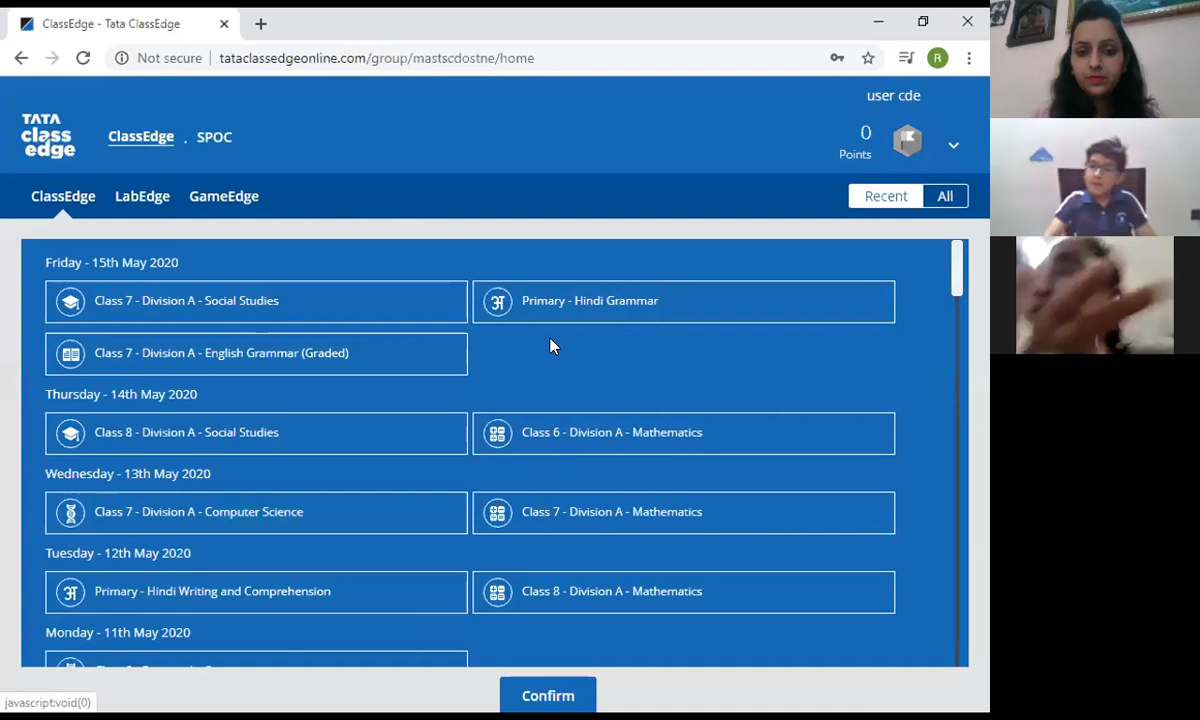 ClassEdge - Tata ClassEdge
Not secure tataclassedgeonline.com/group/mastscdostne/home
R
user cde
TATA
class
edge
ClassEdge . SPOC
0
Points
ClassEdge LabEdge GameEdge
Recent All
Friday - 15th May 2020
Class 7 - Division A - Social Studies
अ Primary - Hindi Grammar
Class 7 - Division A - English Grammar (Graded)
Thursday - 14th May 2020
Class 8 - Division A - Social Studies
Class 6 - Division A - Mathematics
Wednesday - 13th May 2020
Class 7 - Division A - Computer Science
Class 7 - Division A - Mathematics
Tuesday - 12th May 2020
अ Primary - Hindi Writing and Comprehension
Class 8 - Division A - Mathematics
Monday - 11th May 2020
Confirm
javascript:void(0)